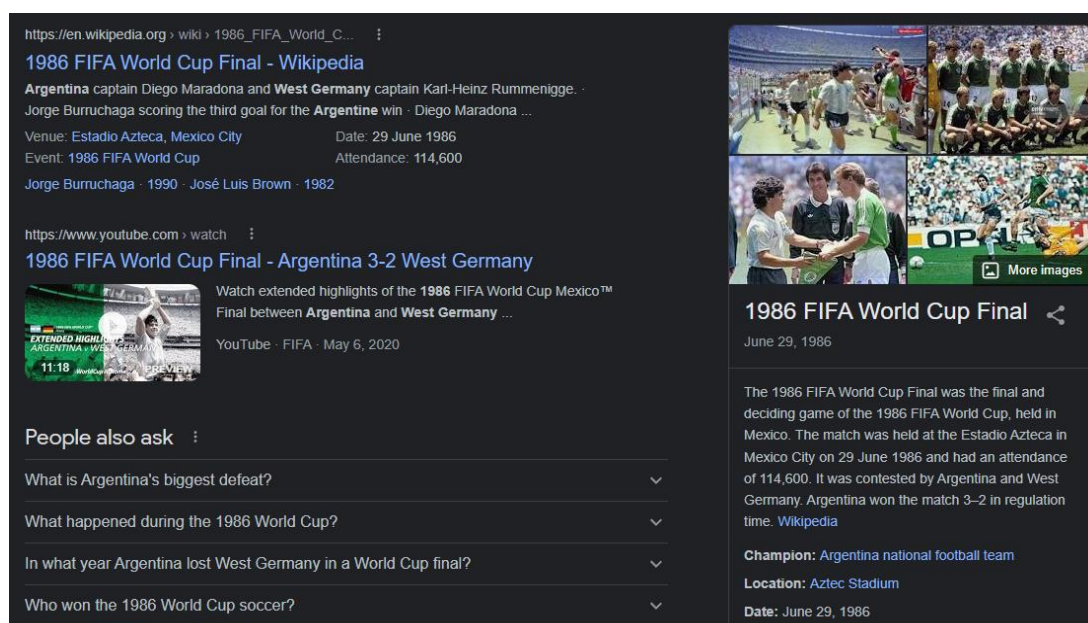 https://en.wikipedia.org › wiki › 1986_FIFA_World_C...
1986 FIFA World Cup Final - Wikipedia
Argentina captain Diego Maradona and West Germany captain Karl-Heinz Rummenigge. ·
Jorge Burruchaga scoring the third goal for the Argentine win · Diego Maradona ...
Venue: Estadio Azteca, Mexico City
Date: 29 June 1986
Event: 1986 FIFA World Cup
Attendance: 114,600
Jorge Burruchaga · 1990 · José Luis Brown · 1982
https://www.youtube.com › watch
1986 FIFA World Cup Final - Argentina 3-2 West Germany
EXTENDED HIGHLIGHTS
ARGENTINA v WEST GERMANY
11:18
PREVIEW
Watch extended highlights of the 1986 FIFA World Cup Mexico™
Final between Argentina and West Germany ...
YouTube · FIFA · May 6, 2020
People also ask
What is Argentina's biggest defeat?
What happened during the 1986 World Cup?
In what year Argentina lost West Germany in a World Cup final?
Who won the 1986 World Cup soccer?
OPEL
More images
1986 FIFA World Cup Final
June 29, 1986
The 1986 FIFA World Cup Final was the final and
deciding game of the 1986 FIFA World Cup, held in
Mexico. The match was held at the Estadio Azteca in
Mexico City on 29 June 1986 and had an attendance
of 114,600. It was contested by Argentina and West
Germany. Argentina won the match 3–2 in regulation
time. Wikipedia
Champion: Argentina national football team
Location: Aztec Stadium
Date: June 29, 1986